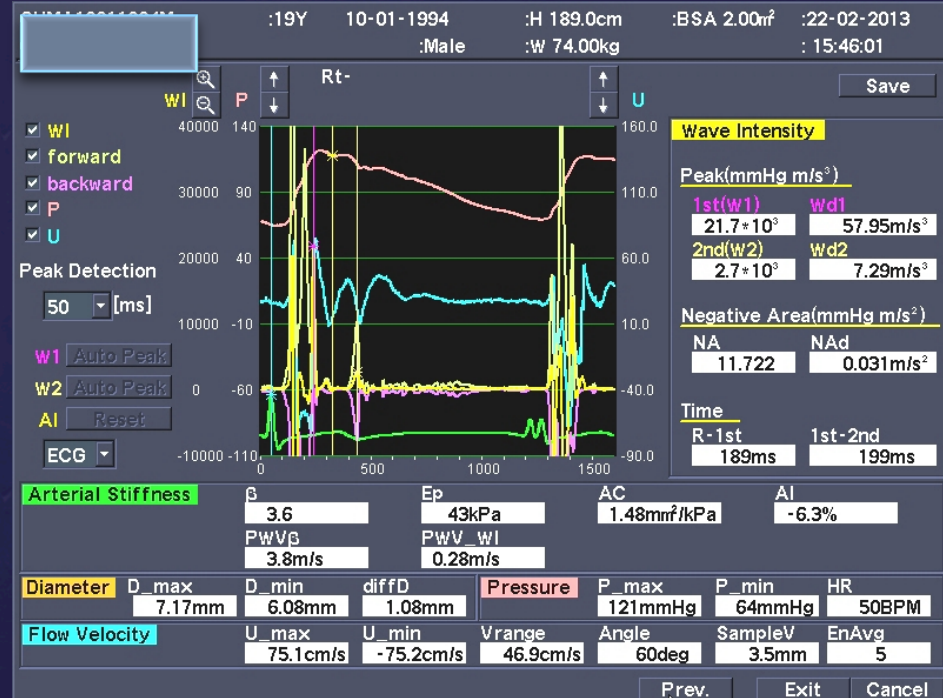 :19Y 10-01-1994 :H 189.0cm :BSA 2.00㎡ :22-02-2013
:Male :W 74.00kg : 15:46:01
Rt-
Save
WI P U
WI
forward
backward
P
U
Peak Detection
50 [ms]
W1 Auto Peak
W2 Auto Peak
AI Reset
ECG
40000 140 160.0
30000 90 110.0
20000 40 60.0
10000 -10 10.0
0 -60 -40.0
-10000 -110 -90.0
0 500 1000 1500
Wave Intensity
Peak(mmHg m/s³)
1st(W1) Wd1
21.7*10³ 57.95m/s³
2nd(W2) Wd2
2.7*10³ 7.29m/s³
Negative Area(mmHg m/s²)
NA NAd
11.722 0.031m/s²
Time
R-1st 1st-2nd
189ms 199ms
Arterial Stiffness β Ep AC AI
3.6 43kPa 1.48m㎡/kPa -6.3%
PWVβ PWV_WI
3.8m/s 0.28m/s
Diameter D_max D_min diffD Pressure P_max P_min HR
7.17mm 6.08mm 1.08mm 121mmHg 64mmHg 50BPM
Flow Velocity U_max U_min Vrange Angle SampleV EnAvg
75.1cm/s -75.2cm/s 46.9cm/s 60deg 3.5mm 5
Prev. Exit Cancel